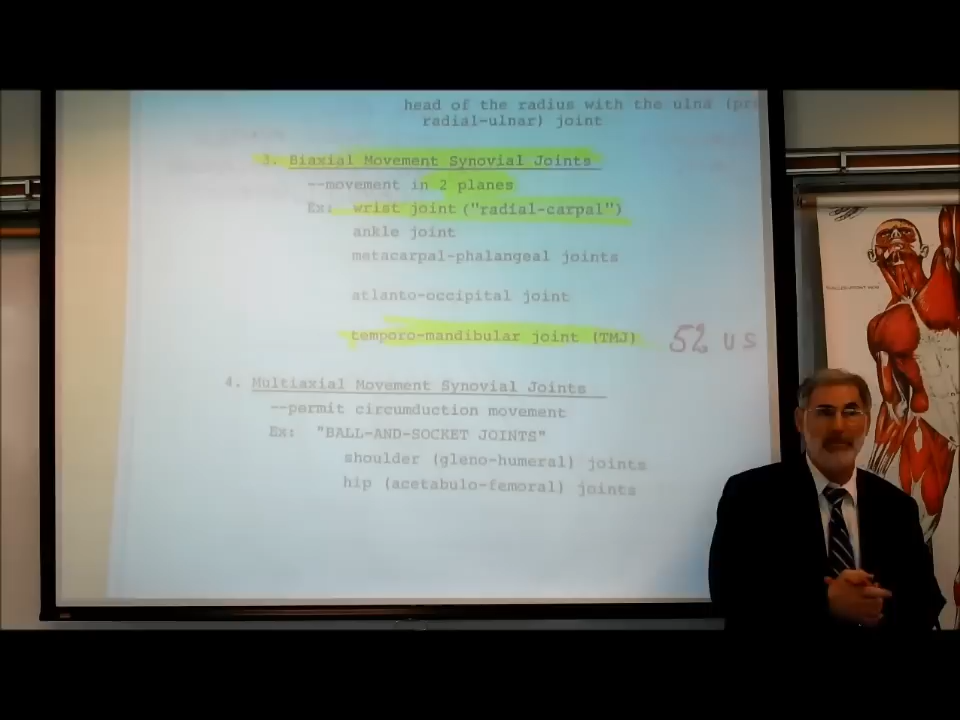 head of the radius with the ulna
radial-ulnar) joint
3. Biaxial Movement Synovial Joints
--movement in 2 planes
Ex: wrist joint ("radial-carpal")
ankle joint
metacarpal-phalangeal joints
atlanto-occipital joint
temporo-mandibular joint (TMJ) 52 US
4. Multiaxial Movement Synovial Joints
--permit circumduction movement
Ex: "BALL-AND-SOCKET JOINTS"
shoulder (gleno-humeral) joints
hip (acetabulo-femoral) joints